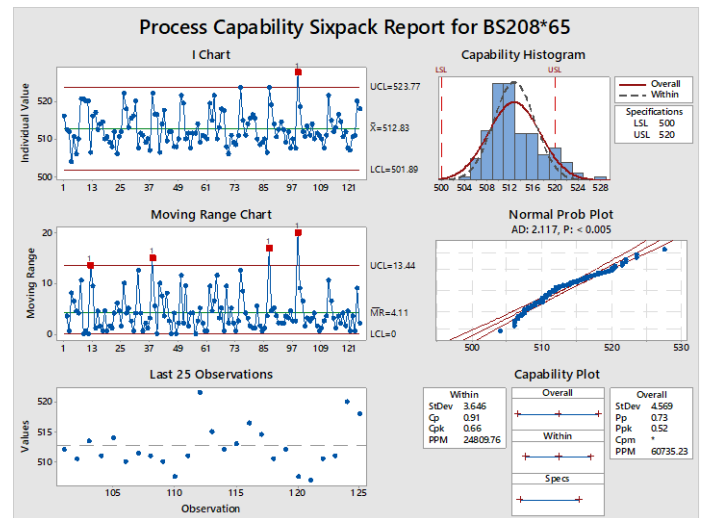 Process Capability Sixpack Report for BS208*65
I Chart
Individual Value
520
510
500
1
UCL=523.77
X̿=512.83
LCL=501.89
1 13 25 37 49 61 73 85 97 109 121
Capability Histogram
LSL USL
500 504 508 512 516 520 524 528
Overall
Within
Specifications
LSL 500
USL 520
Moving Range Chart
Moving Range
20
10
0
1 1 1 1
UCL=13.44
M̅R̅=4.11
LCL=0
1 13 25 37 49 61 73 85 97 109 121
Normal Prob Plot
AD: 2.117, P: < 0.005
500 510 520 530
Last 25 Observations
Values
520
515
510
105 110 115 120 125
Observation
Capability Plot
Within
StDev 3.646
Cp 0.91
Cpk 0.66
PPM 24809.76
Overall
Within
Specs
Overall
StDev 4.569
Pp 0.73
Ppk 0.52
Cpm *
PPM 60735.23